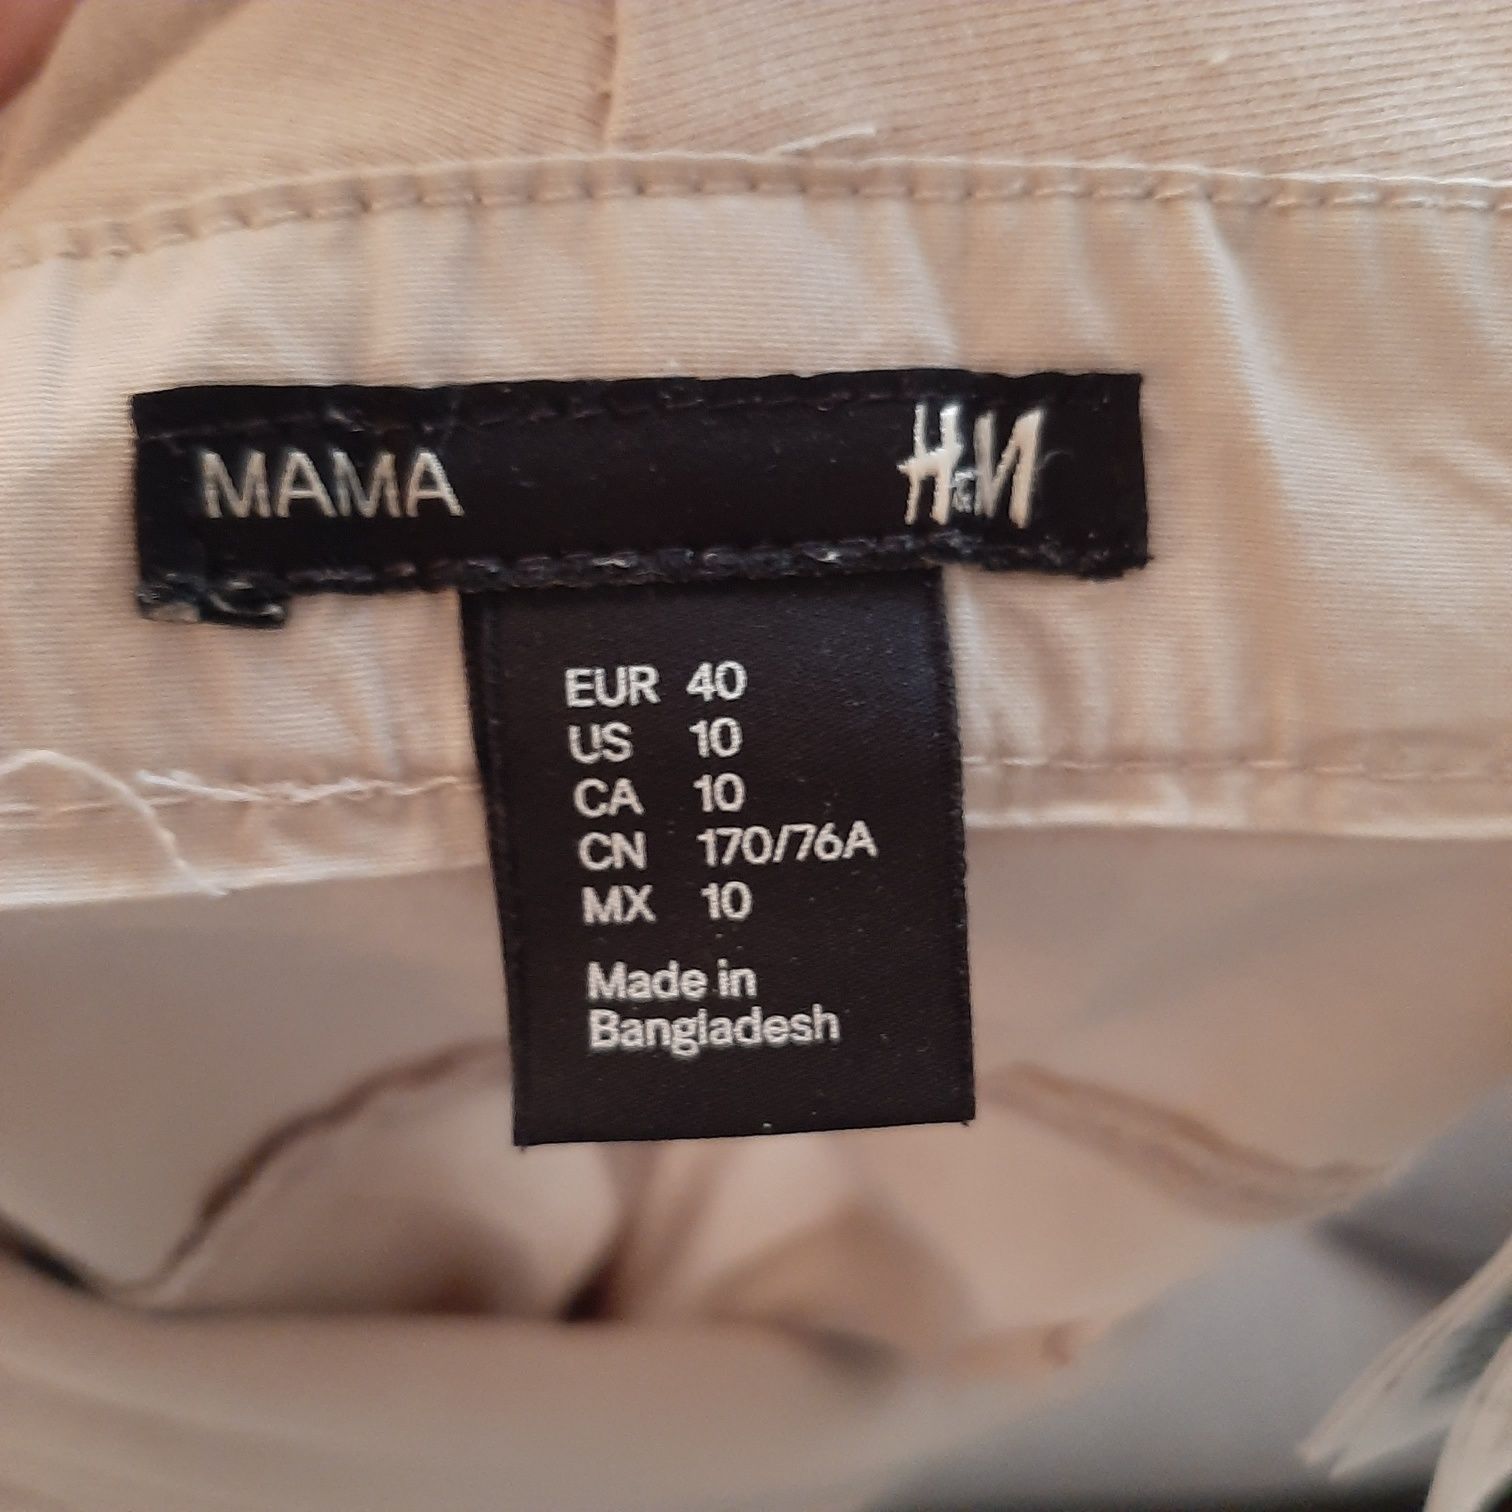 MAMA H&M
EUR 40
US 10
CA 10
CN 170/76A
MX 10
Made in
Bangladesh